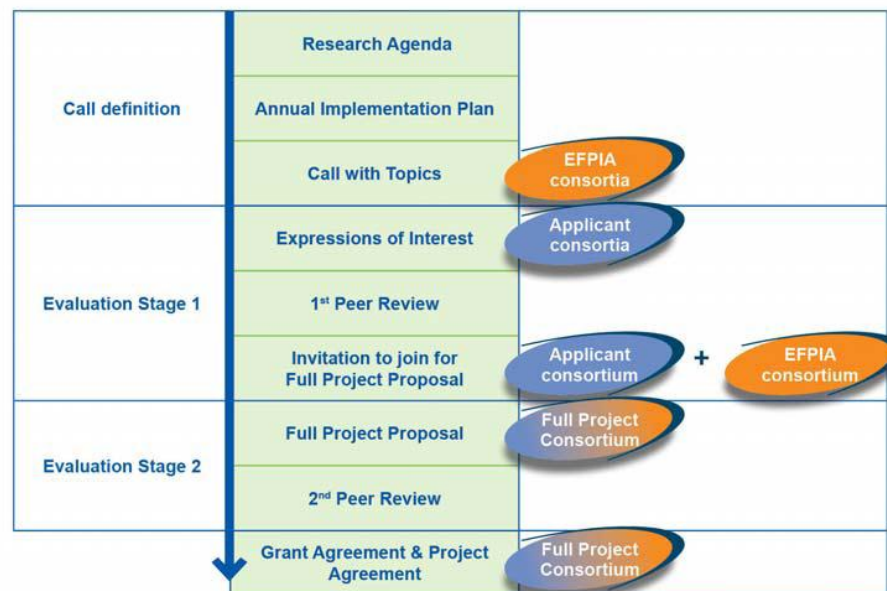 Research Agenda
Call definition
Annual Implementation Plan
Call with Topics
EFPIA
consortia
Expressions of Interest
Applicant
consortia
Evaluation Stage 1
1st Peer Review
Invitation to join for
Full Project Proposal
Applicant
consortium
+
EFPIA
consortium
Full Project Proposal
Full Project
Consortium
Evaluation Stage 2
2nd Peer Review
Grant Agreement & Project
Agreement
Full Project
Consortium